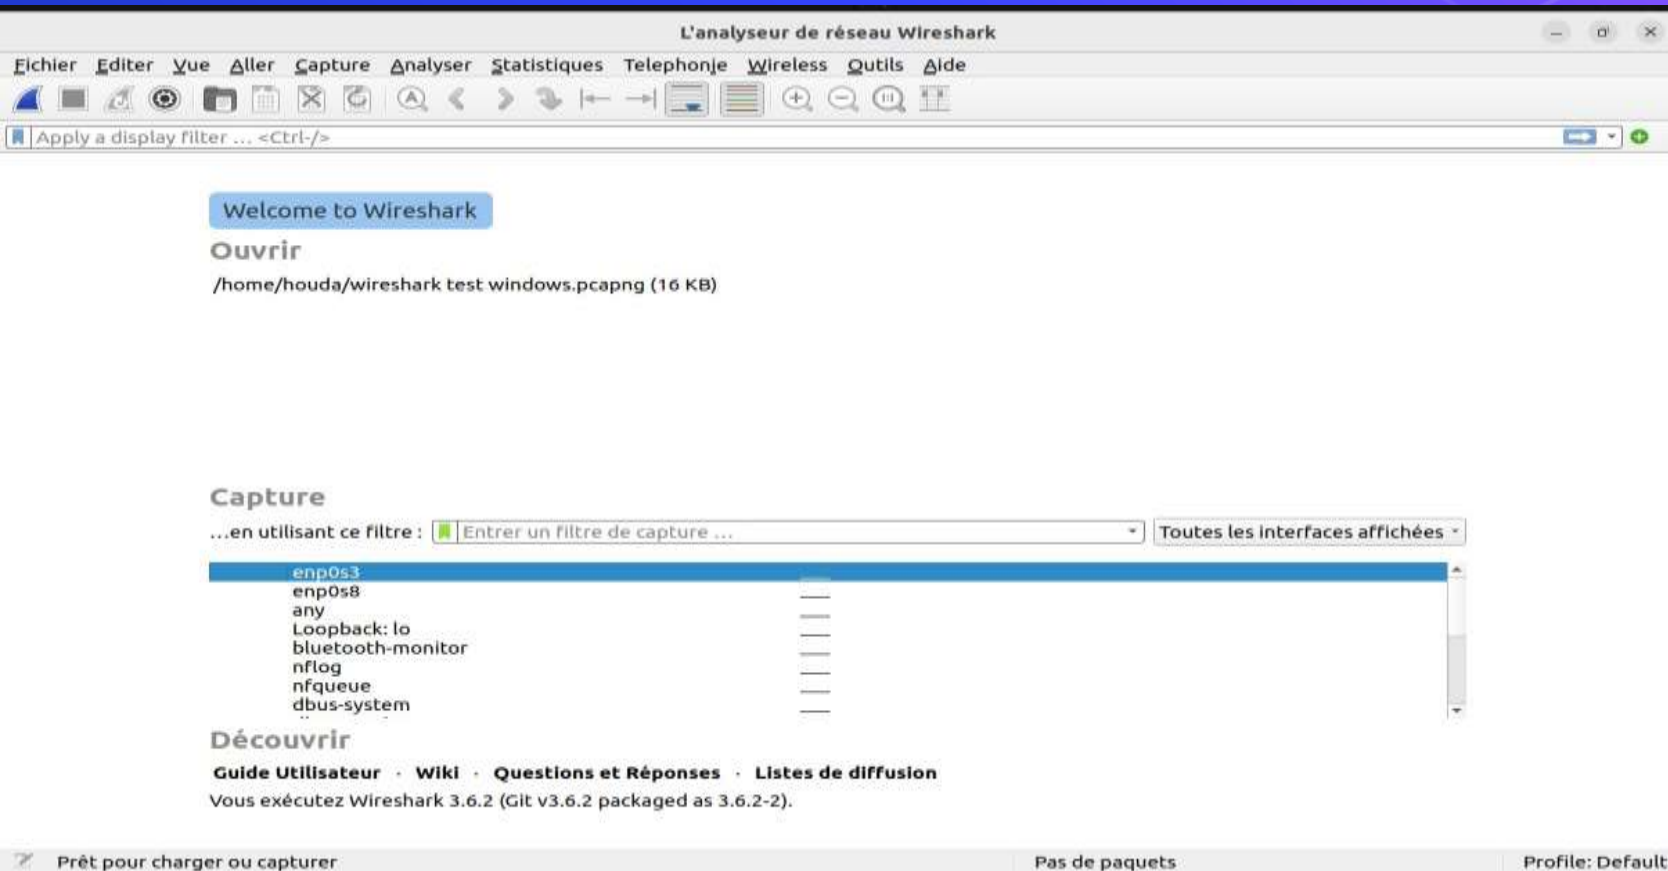 L'analyseur de réseau Wireshark
Fichier Editer Vue Aller Capture Analyser Statistiques Telephonie Wireless Outils Aide
Apply a display filter ... <Ctrl-/>
Welcome to Wireshark
Ouvrir
/home/houda/wireshark test windows.pcapng (16 KB)
Capture
...en utilisant ce filtre : Entrer un filtre de capture ... Toutes les interfaces affichées
enp0s3
enp0s8
any
Loopback: lo
bluetooth-monitor
nflog
nfqueue
dbus-system
Découvrir
Guide Utilisateur · Wiki · Questions et Réponses · Listes de diffusion
Vous exécutez Wireshark 3.6.2 (Git v3.6.2 packaged as 3.6.2-2).
Prêt pour charger ou capturer Pas de paquets Profile: Default